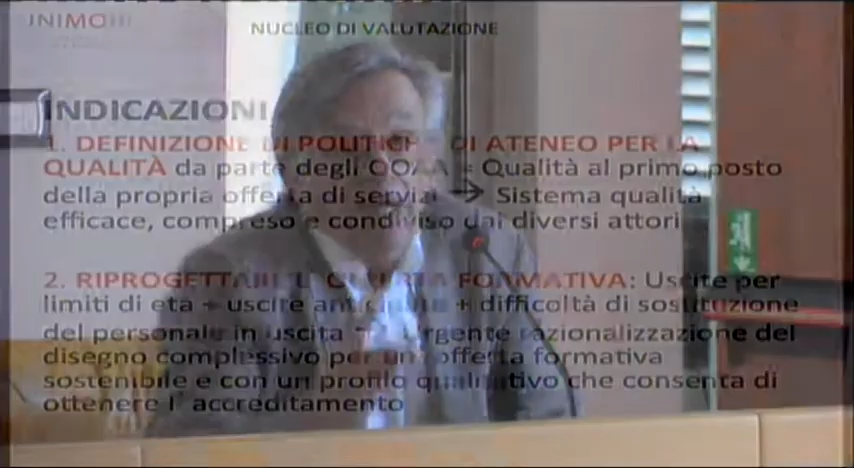 UNIMORE
NUCLEO DI VALUTAZIONE
INDICAZIONI
1. DEFINIZIONE DI POLITICHE DI ATENEO PER LA
QUALITÀ da parte degli OOAA = Qualità al primo posto
della propria offerta di servizi → Sistema qualità
efficace, compreso e condiviso dai diversi attori
2. RIPROGETTARE L'OFFERTA FORMATIVA: Uscite per
limiti di età + uscite anticipate + difficoltà di sostituzione
del personale in uscita Urgente razionalizzazione del
disegno complessivo per un'offerta formativa
sostenibile e con un profilo qualitativo che consenta di
ottenere l'accreditamento